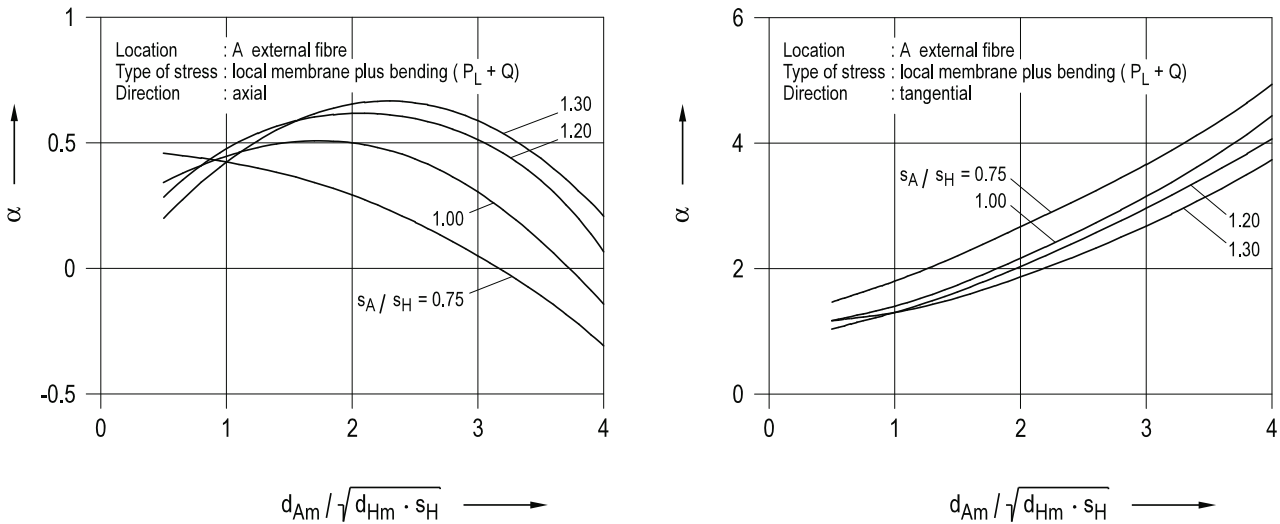 1
0.5
0
-0.5
α
Location : A external fibre
Type of stress : local membrane plus bending ( P_L + Q)
Direction : axial
1.30
1.20
1.00
s_A / s_H = 0.75
0 1 2 3 4
d_Am / √d_Hm · s_H
6
4
2
0
α
Location : A external fibre
Type of stress : local membrane plus bending ( P_L + Q)
Direction : tangential
s_A / s_H = 0.75
1.00
1.20
1.30
0 1 2 3 4
d_Am / √d_Hm · s_H